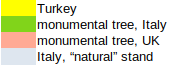 Turkey
monumental tree, Italy
monumental tree, UK
Italy, “natural” stand